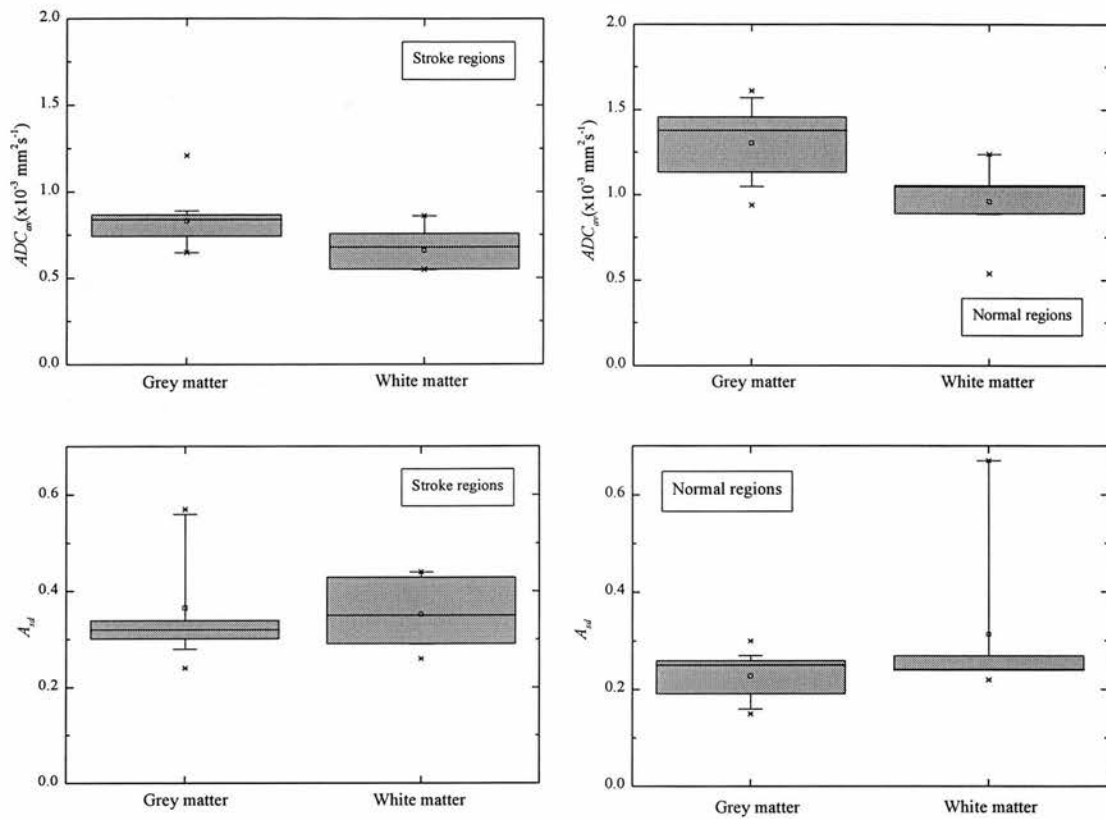 2.0
1.5
1.0
0.5
0.0
ADC_av(x10^-3 mm^2s^-1)
Stroke regions
Grey matter
White matter
2.0
1.5
1.0
0.5
0.0
ADC_av(x10^-3 mm^2s^-1)
Normal regions
Grey matter
White matter
0.6
0.4
0.2
0.0
A_sd
Stroke regions
Grey matter
White matter
0.6
0.4
0.2
0.0
A_sd
Normal regions
Grey matter
White matter